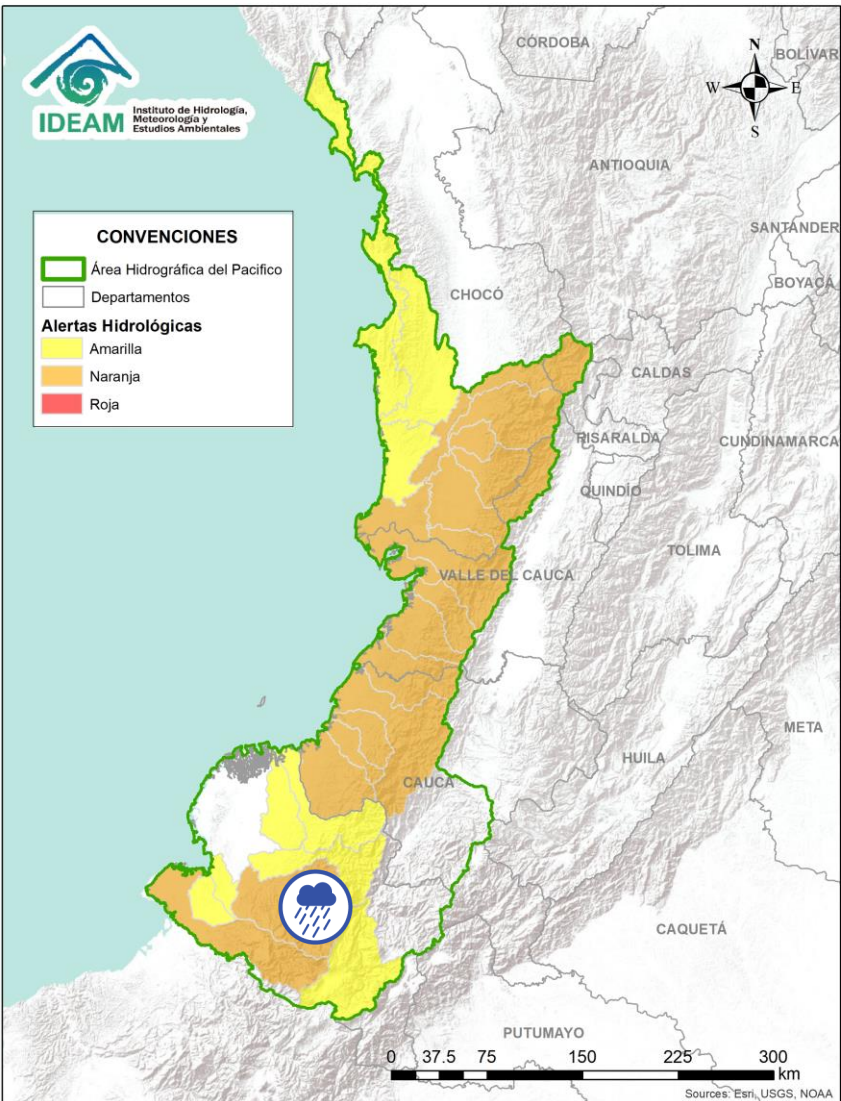 IDEAM
Instituto de Hidrología,
Meteorología y
Estudios Ambientales
CÓRDOBA
BOLÍVAR
N
W E
S
ANTIOQUIA
SANTANDER
BOYACÁ
CONVENCIONES
Área Hidrográfica del Pacifico
Departamentos
Alertas Hidrológicas
Amarilla
Naranja
Roja
CHOCÓ
CALDAS
RISARALDA
CUNDINAMARCA
QUINDÍO
TOLIMA
VALLE DEL CAUCA
META
HUILA
CAUCA
CAQUETÁ
PUTUMAYO
0 37.5 75 150 225 300
km
Sources: Esri, USGS, NOAA